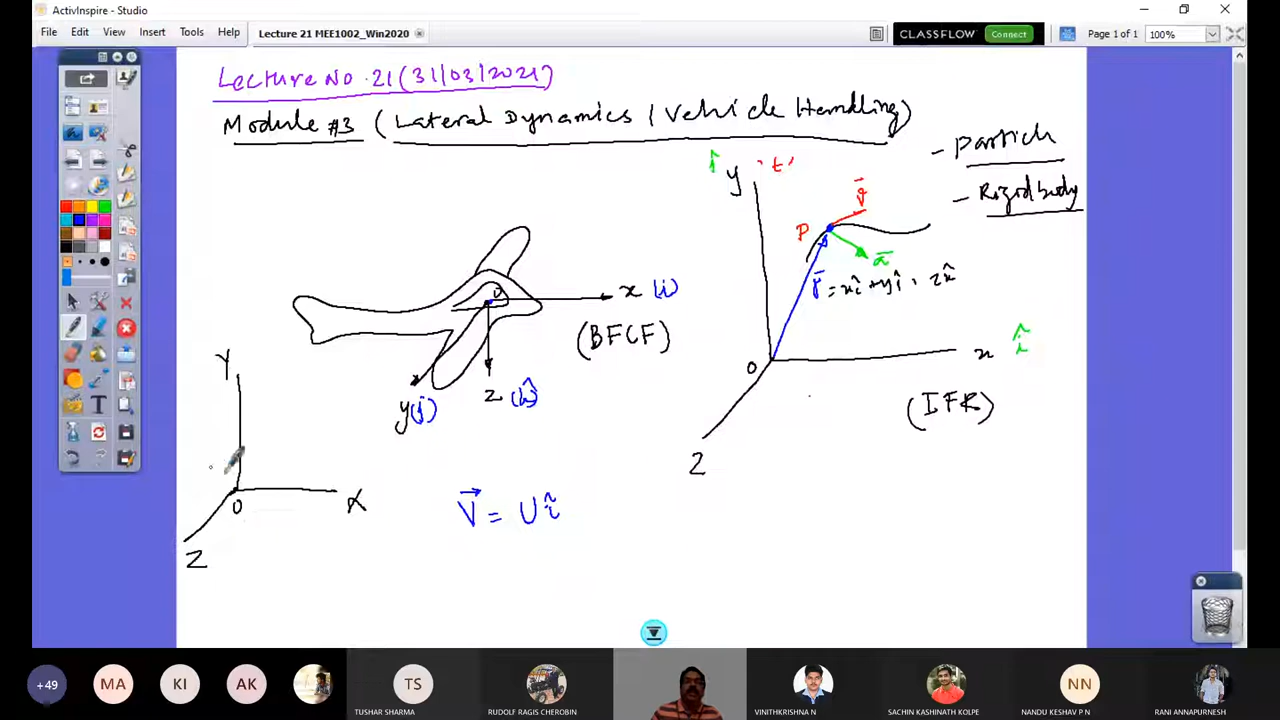 ActivInspire - Studio
File Edit View Insert Tools Help
Lecture 21 MEE1002_Win2020
CLASSFLOW Connect
Page 1 of 1
100%
Lecture No. 21 (31/03/2021)
Module #3 (Lateral Dynamics / Vehicle Handling)
- Particle
- Rigid body
ĵ
y
't'
P
v̄
ā
r̄ = xî + yĵ + zk̂
O
x
î
z
(IFR)
O
x (i)
(BFCF)
y (j)
z (k̂)
Y
O
X
Z
V⃗ = Uî
+49
MA
KI
AK
TS
NN
TUSHAR SHARMA
RUDOLF RAGIS CHEROBIN
VINITHKRISHNA N
SACHIN KASHINATH KOLPE
NANDU KESHAV P N
RANI ANNAPURNESH